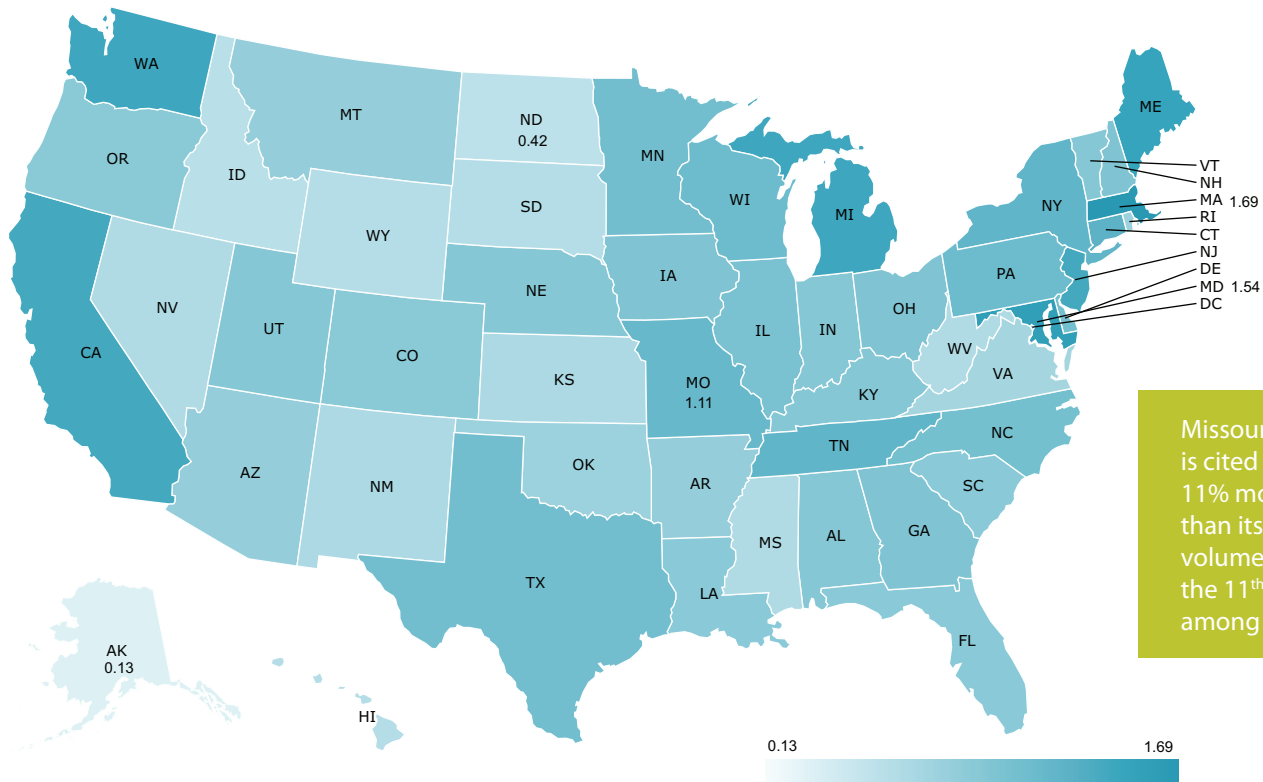 WA
MT
ND
0.42
MN
ME
OR
ID
SD
WI
MI
NY
VT
NH
MA 1.69
RI
CT
NJ
DE
MD 1.54
DC
WY
IA
PA
NE
NV
UT
CO
IL
IN
OH
WV
VA
CA
KS
MO
1.11
KY
TN
NC
AZ
NM
OK
AR
SC
MS
AL
GA
TX
LA
FL
AK
0.13
HI
is cited
11%
than its
volume
the 11th
among
0.13
1.69